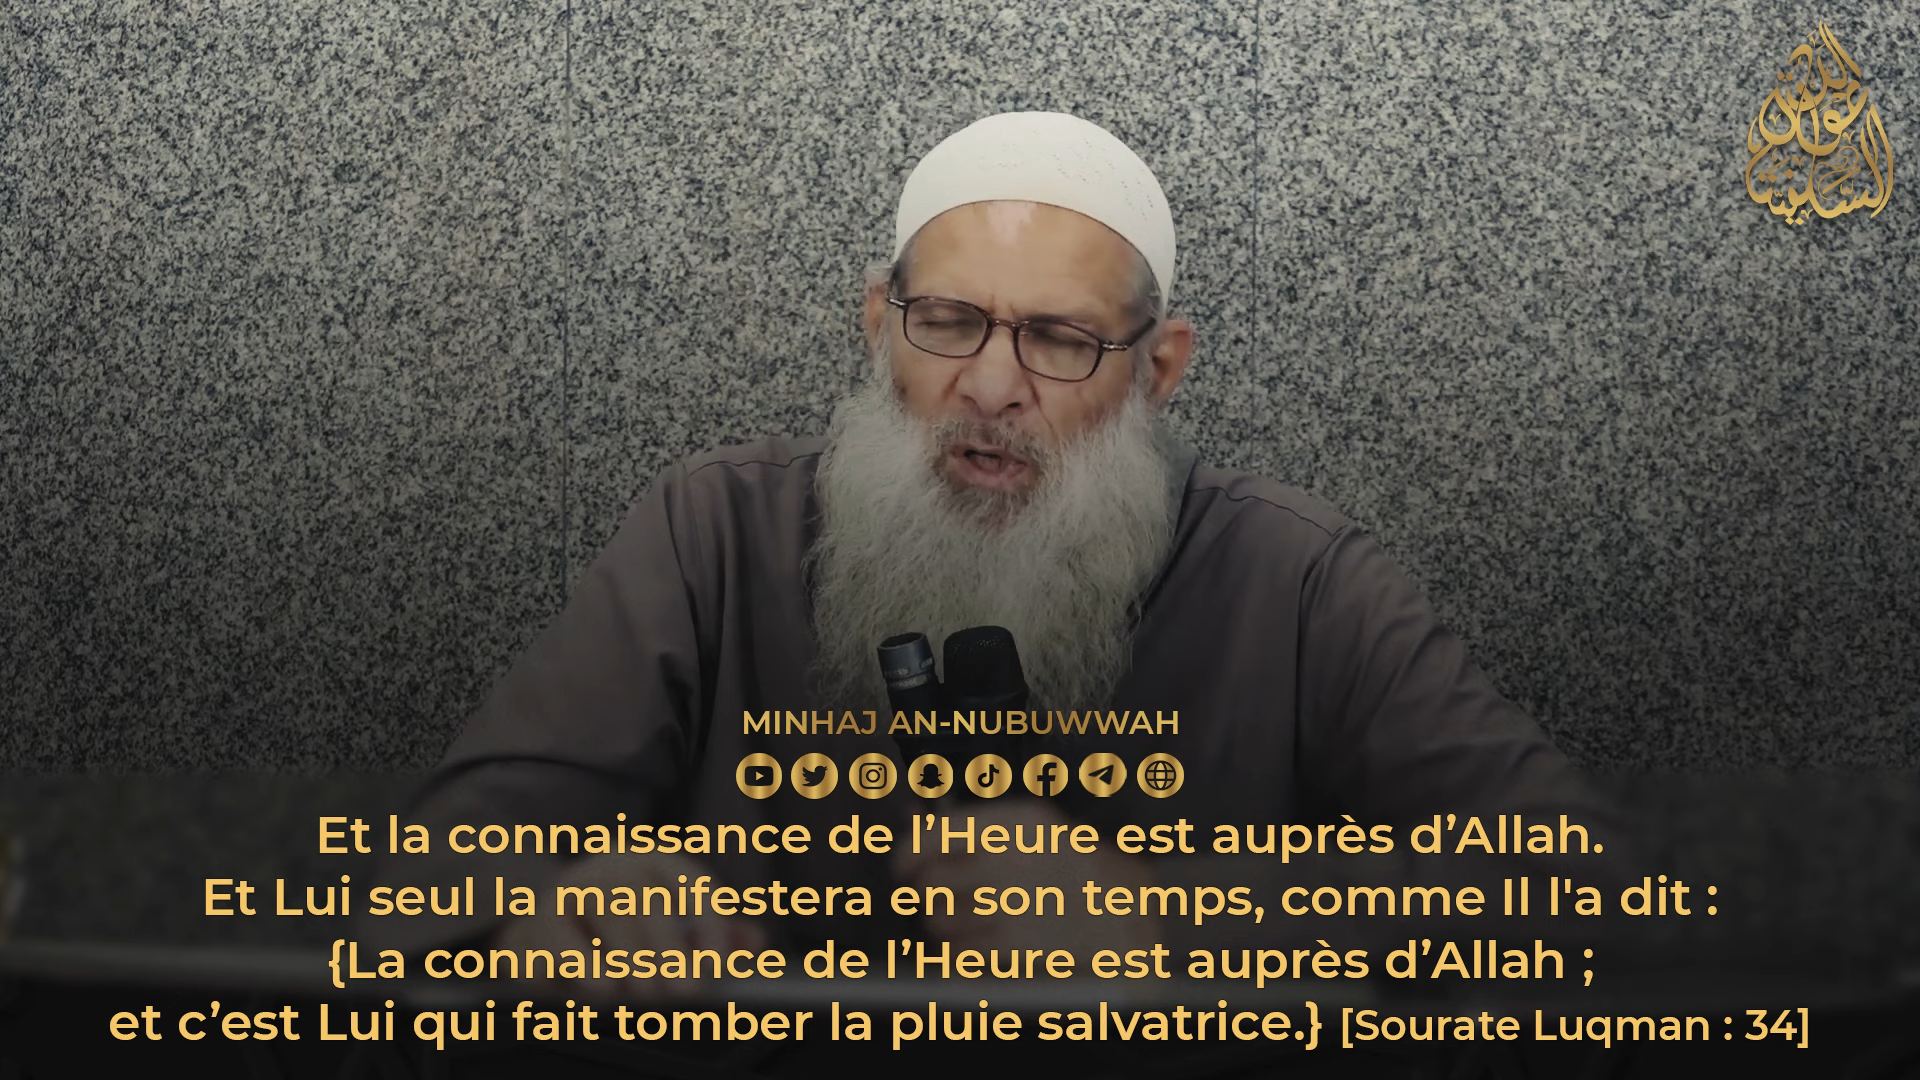 الدعوة
السلفية
MINHAJ AN-NUBUWWAH
Et la connaissance de l’Heure est auprès d’Allah.
Et Lui seul la manifestera en son temps, comme Il l'a dit :
{La connaissance de l’Heure est auprès d’Allah ;
et c’est Lui qui fait tomber la pluie salvatrice.} [Sourate Luqman : 34]